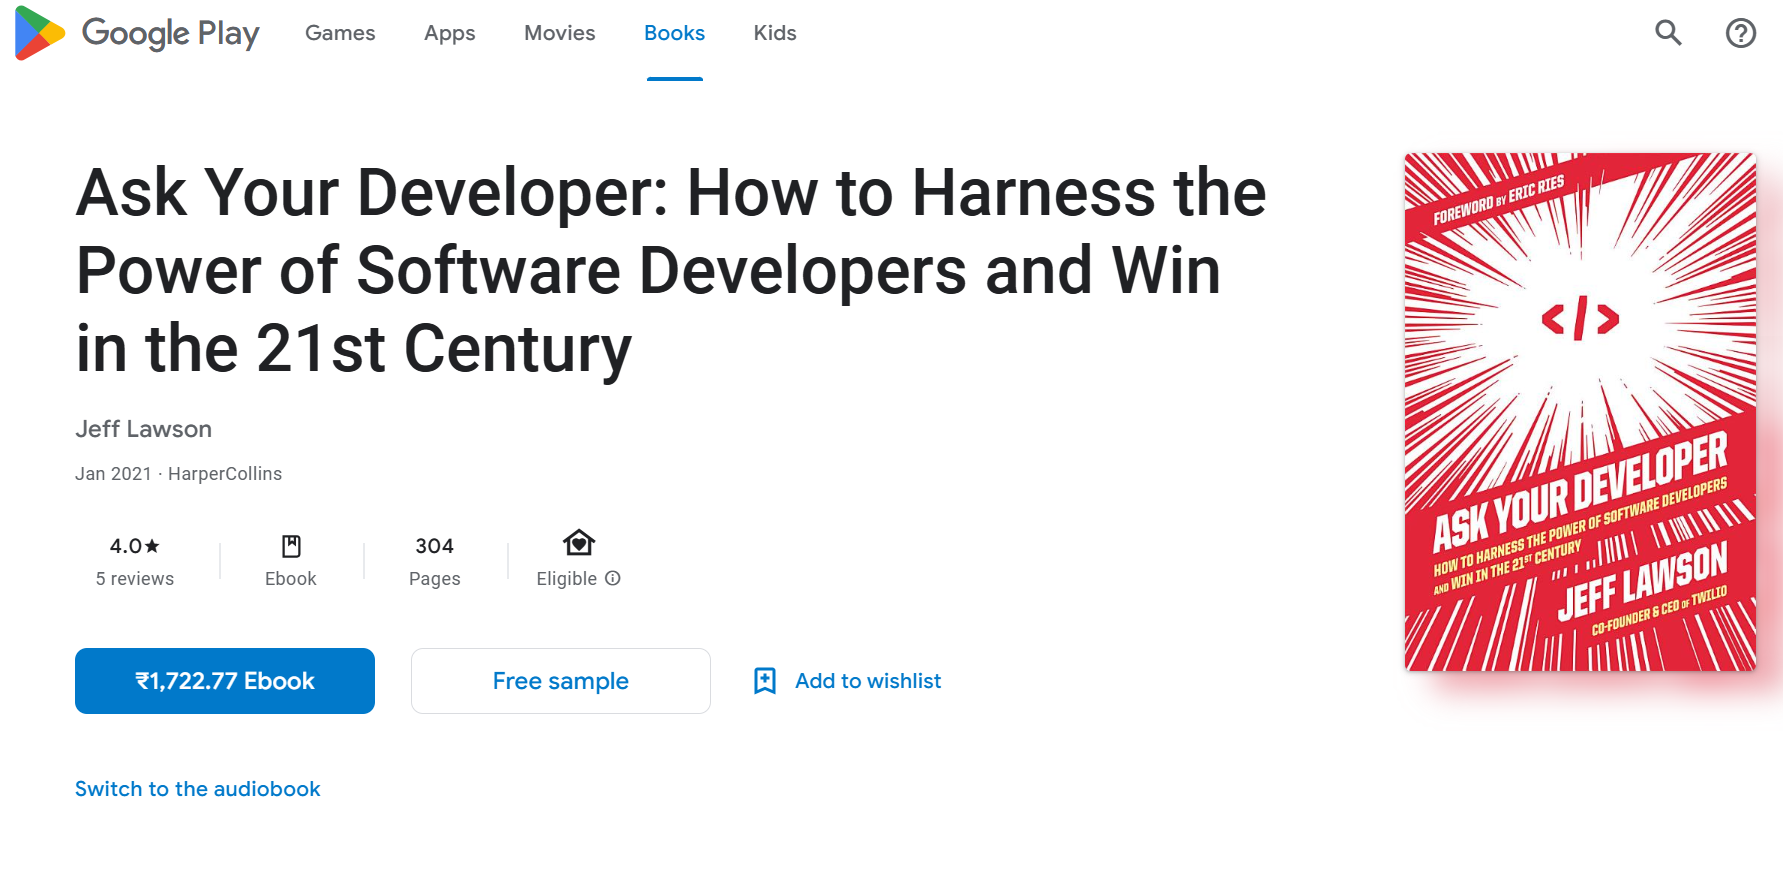 Google Play Games Apps Movies Books Kids
Ask Your Developer: How to Harness the
Power of Software Developers and Win
in the 21st Century
Jeff Lawson
Jan 2021 · HarperCollins
4.0★
5 reviews
Ebook
304
Pages
Eligible
₹1,722.77 Ebook
Free sample
Add to wishlist
Switch to the audiobook
FOREWORD BY ERIC RIES
</>
ASK YOUR DEVELOPER
HOW TO HARNESS THE POWER OF SOFTWARE DEVELOPERS
AND WIN IN THE 21ST CENTURY
JEFF LAWSON
CO-FOUNDER & CEO OF TWILIO